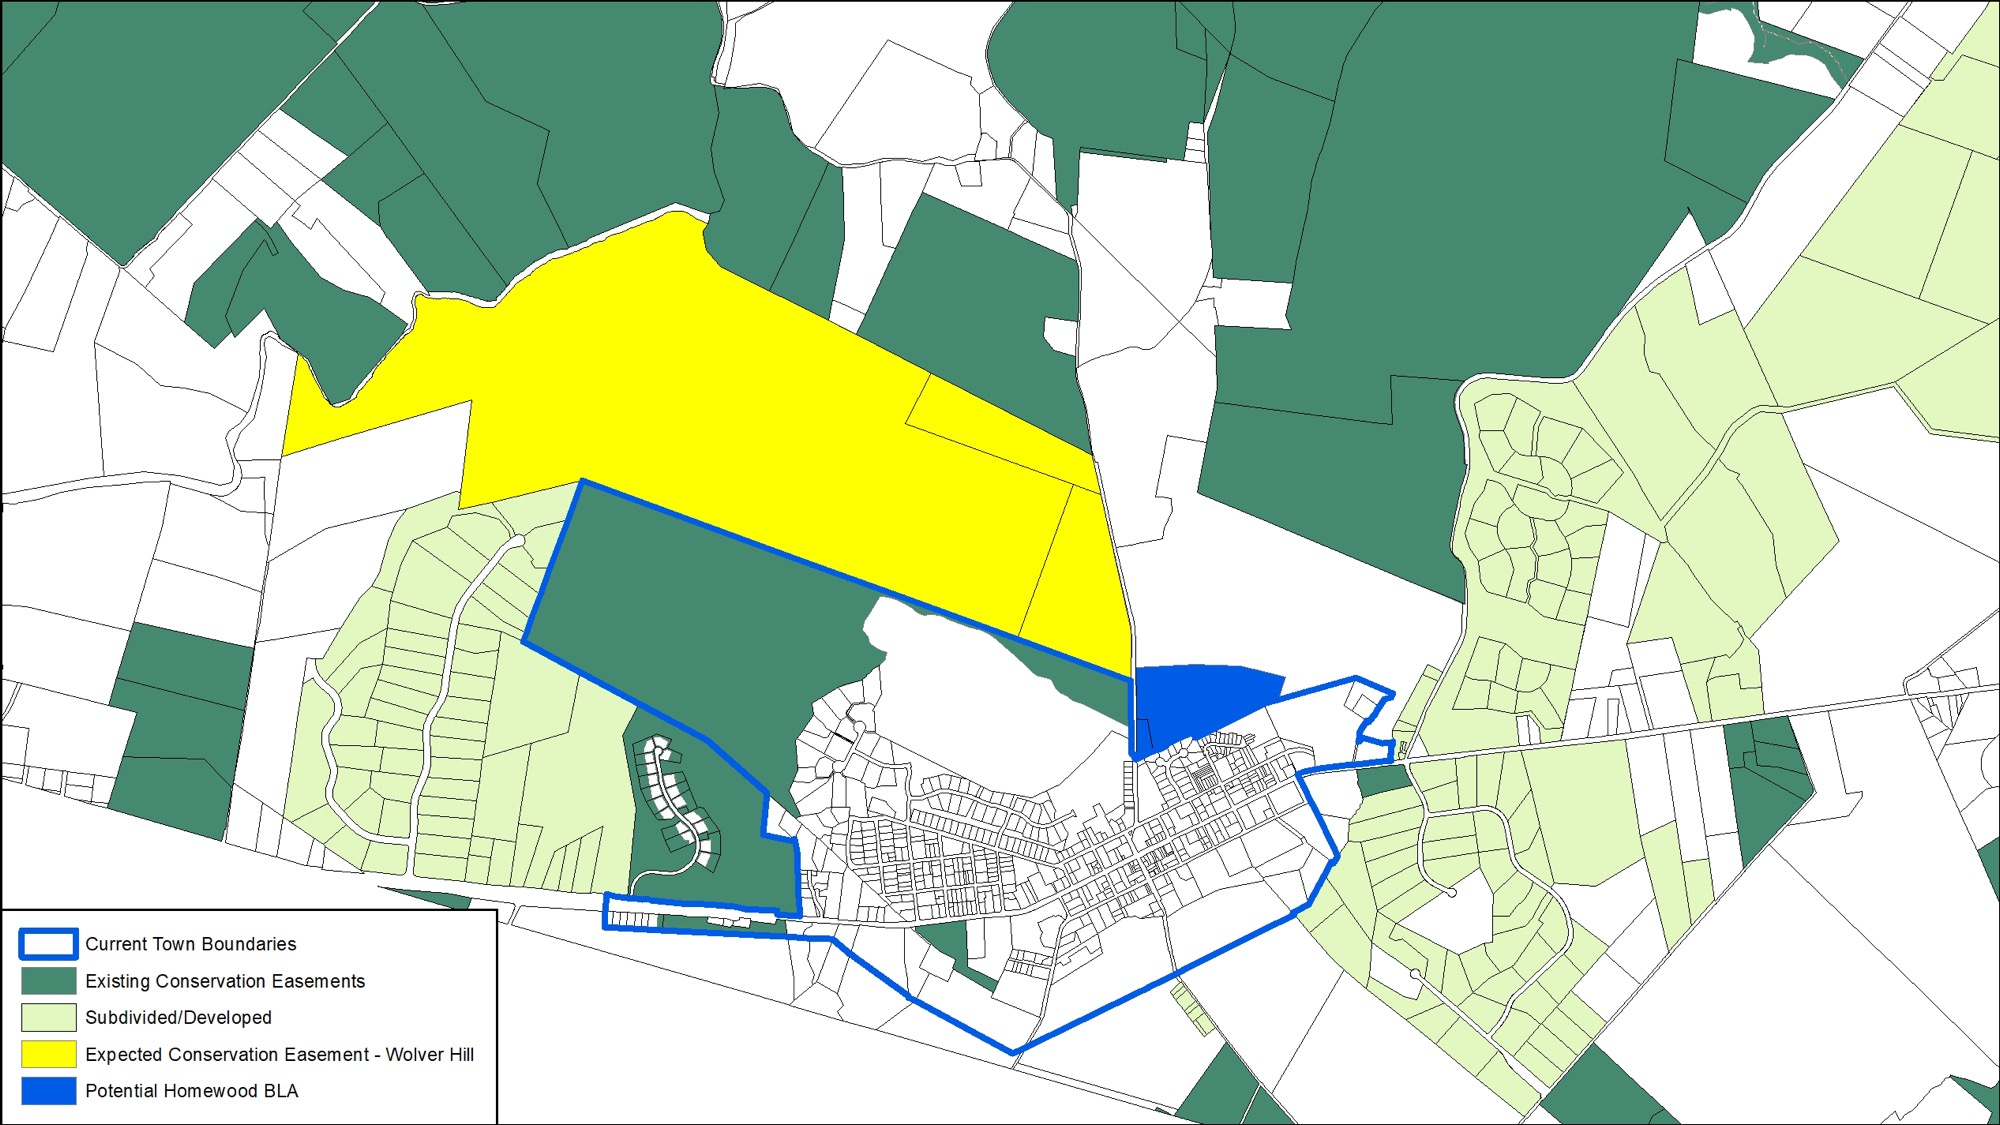 Current Town Boundaries
Existing Conservation Easements
Subdivided/Developed
Expected Conservation Easement - Wolver Hill
Potential Homewood BLA